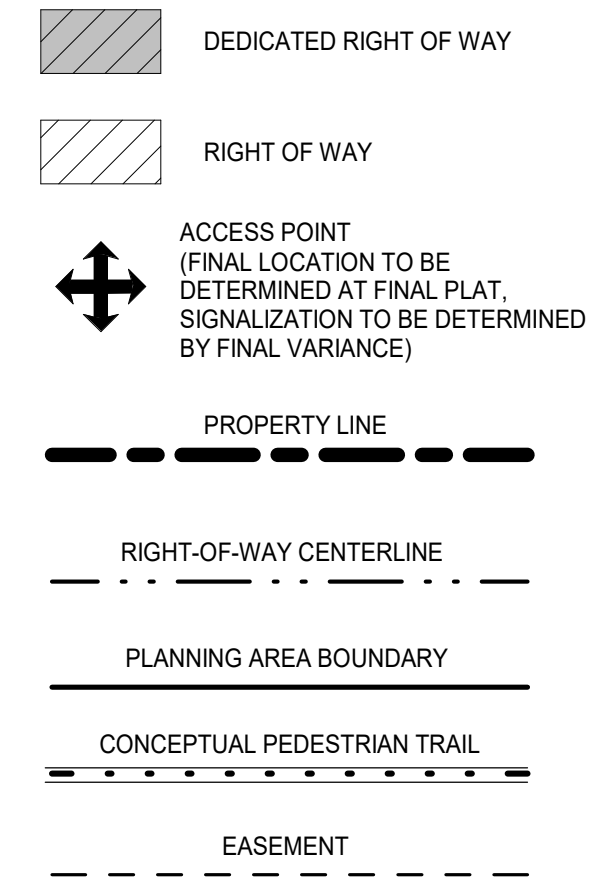 DEDICATED RIGHT OF WAY
RIGHT OF WAY
ACCESS POINT
(FINAL LOCATION TO BE
DETERMINED AT FINAL PLAT,
SIGNALIZATION TO BE DETERMINED
BY FINAL VARIANCE)
PROPERTY LINE
RIGHT-OF-WAY CENTERLINE
PLANNING AREA BOUNDARY
CONCEPTUAL PEDESTRIAN TRAIL
EASEMENT